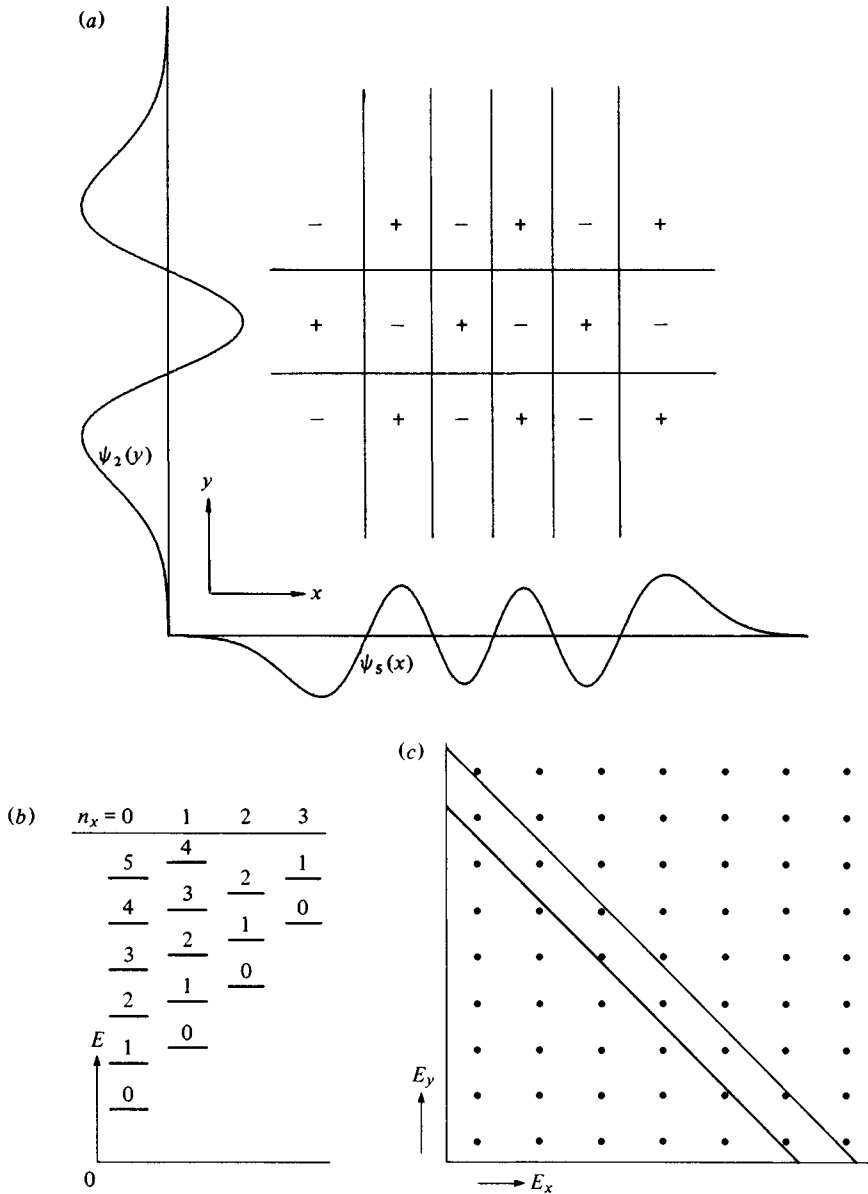 (a)
− + − + − +
+ − + − + −
− + − + − +
ψ₂(y)
y
x
ψ₅(x)
(b)
nₓ = 0 1 2 3
4
5 1
2
4 3 0
1
3 2
0
2 1
E 0
1
0
0
(c)
E_y
Eₓ